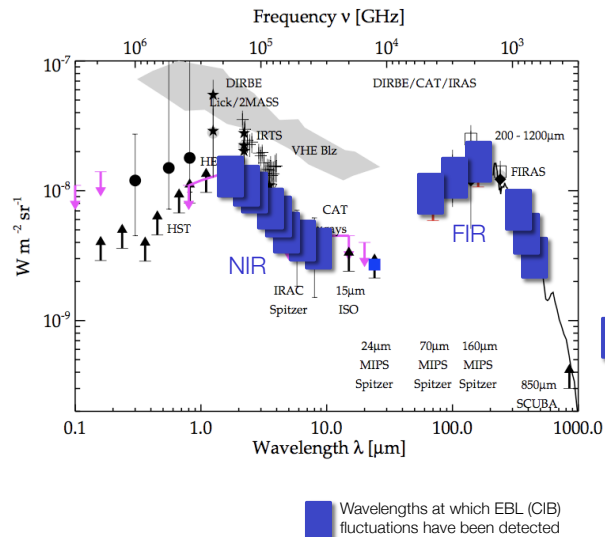 Frequency ν [GHz]
10⁶ 10⁵ 10⁴ 10³
10⁻⁷
10⁻⁸
10⁻⁹
W m⁻² sr⁻¹
DIRBE
Lick/2MASS
DIRBE/CAT/IRAS
IRTS
VHE Blz
200 - 1200µm
FIRAS
HST
CAT
NIR
FIR
IRAC
Spitzer
15µm
ISO
24µm
MIPS
Spitzer
70µm
MIPS
Spitzer
160µm
MIPS
Spitzer
850µm
SCUBA
0.1 1.0 10.0 100.0 1000.0
Wavelength λ [µm]
Wavelengths at which EBL (CIB)
fluctuations have been detected